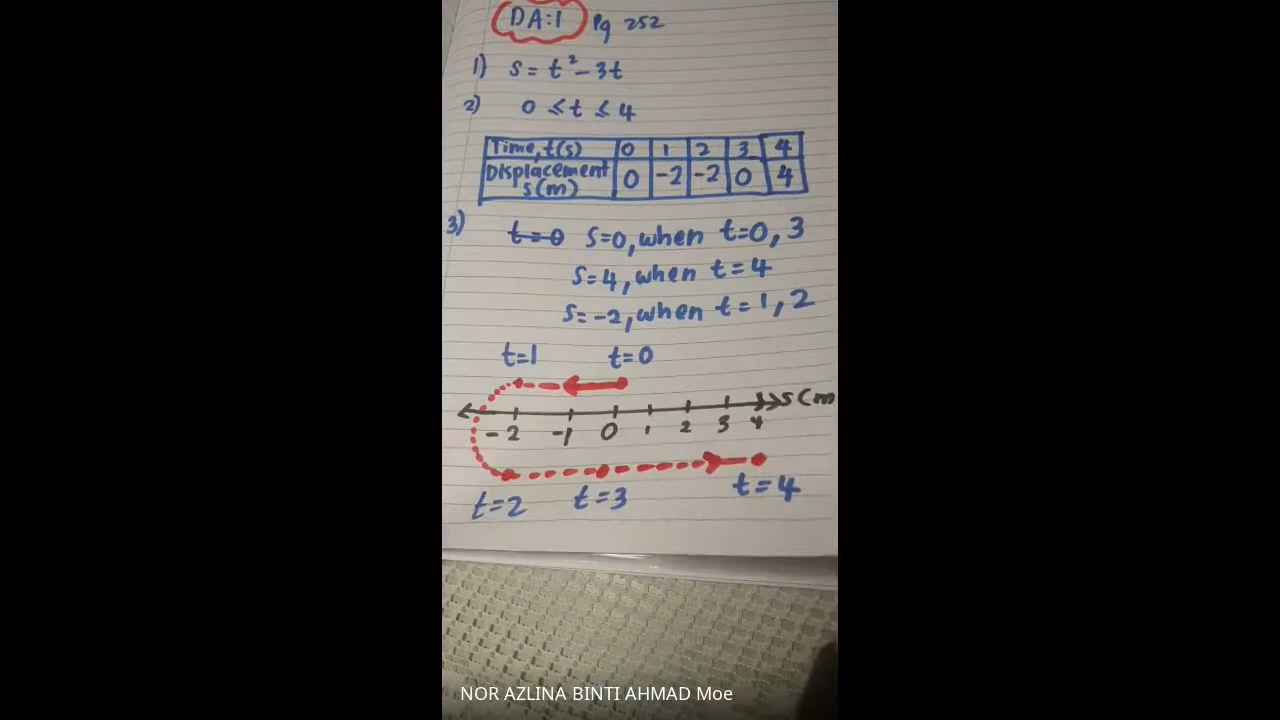 DA:1 Pg 252
1) s = t² - 3t
2) 0 ≤ t ≤ 4
Time, t(s) 0 1 2 3 4
Displacement s(m) 0 -2 -2 0 4
3) t=0 s=0, when t=0, 3
s=4, when t=4
s=-2, when t=1, 2
t=1 t=0
s(m
-2 -1 0 1 2 3 4
t=2 t=3 t=4
NOR AZLINA BINTI AHMAD Moe